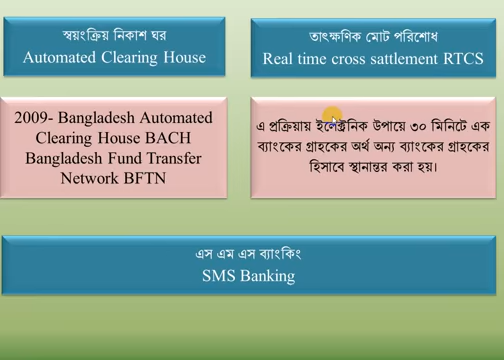 স্বয়ংক্রিয় নিকাশ ঘর
Automated Clearing House
তাৎক্ষণিক মোট পরিশোধ
Real time cross sattlement RTCS
2009- Bangladesh Automated
Clearing House BACH
Bangladesh Fund Transfer
Network BFTN
এ প্রক্রিয়ায় ইলেক্ট্রনিক উপায়ে ৩০ মিনিটে এক
ব্যাংকের গ্রাহকের অর্থ অন্য ব্যাংকের গ্রাহকের
হিসাবে স্থানান্তর করা হয়।
এস এম এস ব্যাংকিং
SMS Banking